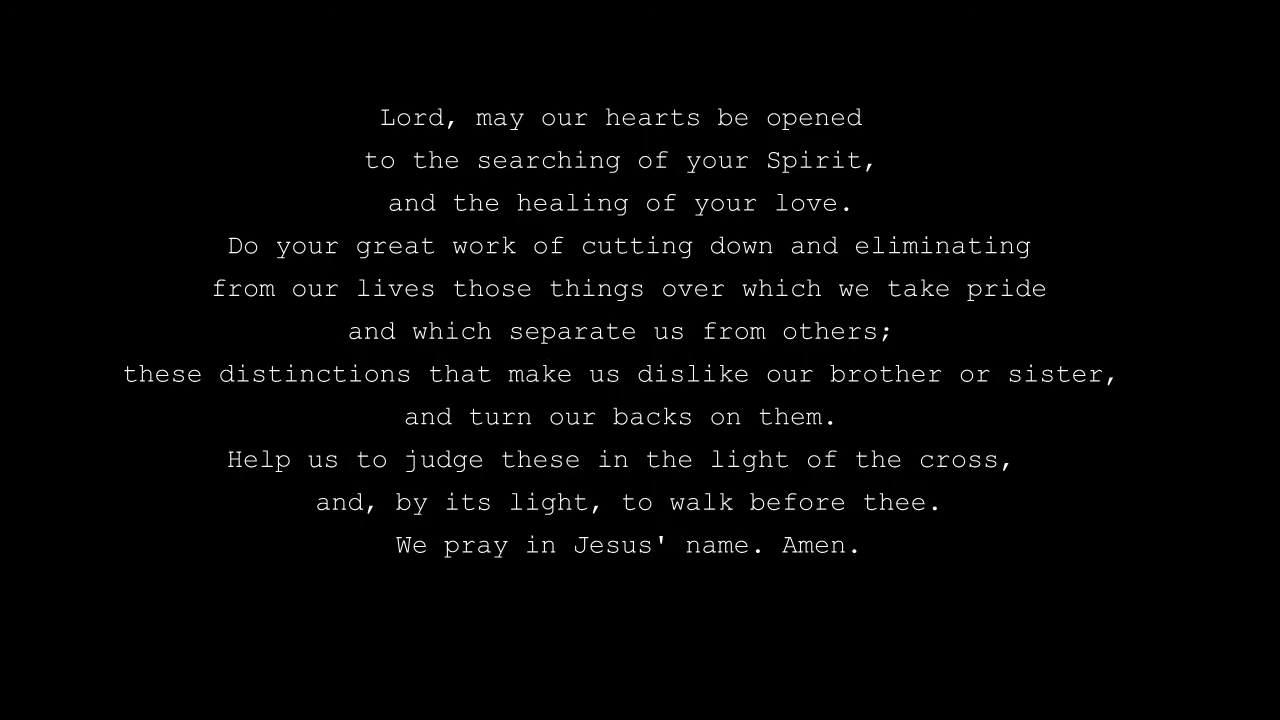 Lord, may our hearts be opened
to the searching of your Spirit,
and the healing of your love.
Do your great work of cutting down and eliminating
from our lives those things over which we take pride
and which separate us from others;
these distinctions that make us dislike our brother or sister,
and turn our backs on them.
Help us to judge these in the light of the cross,
and, by its light, to walk before thee.
We pray in Jesus' name. Amen.